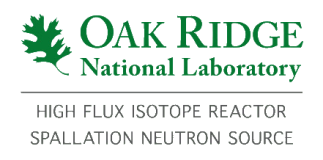 OAK RIDGE
National Laboratory
HIGH FLUX ISOTOPE REACTOR
SPALLATION NEUTRON SOURCE